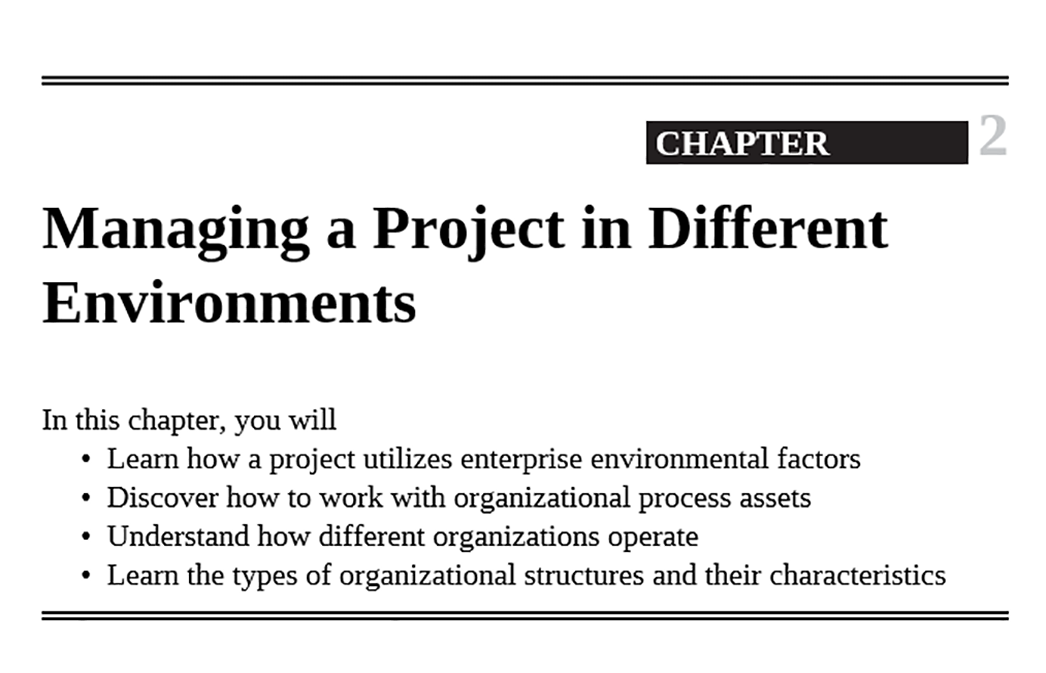 CHAPTER 2
Managing a Project in Different
Environments
In this chapter, you will
• Learn how a project utilizes enterprise environmental factors
• Discover how to work with organizational process assets
• Understand how different organizations operate
• Learn the types of organizational structures and their characteristics